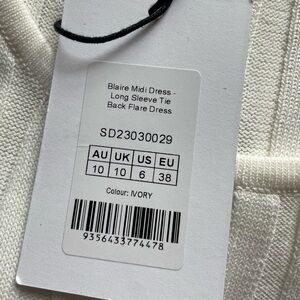 Blaire Midi Dress -
Long Sleeve Tie
Back Flare Dress
SD23030029
AU UK US EU
10 10 6 38
Colour: IVORY
9356433774478